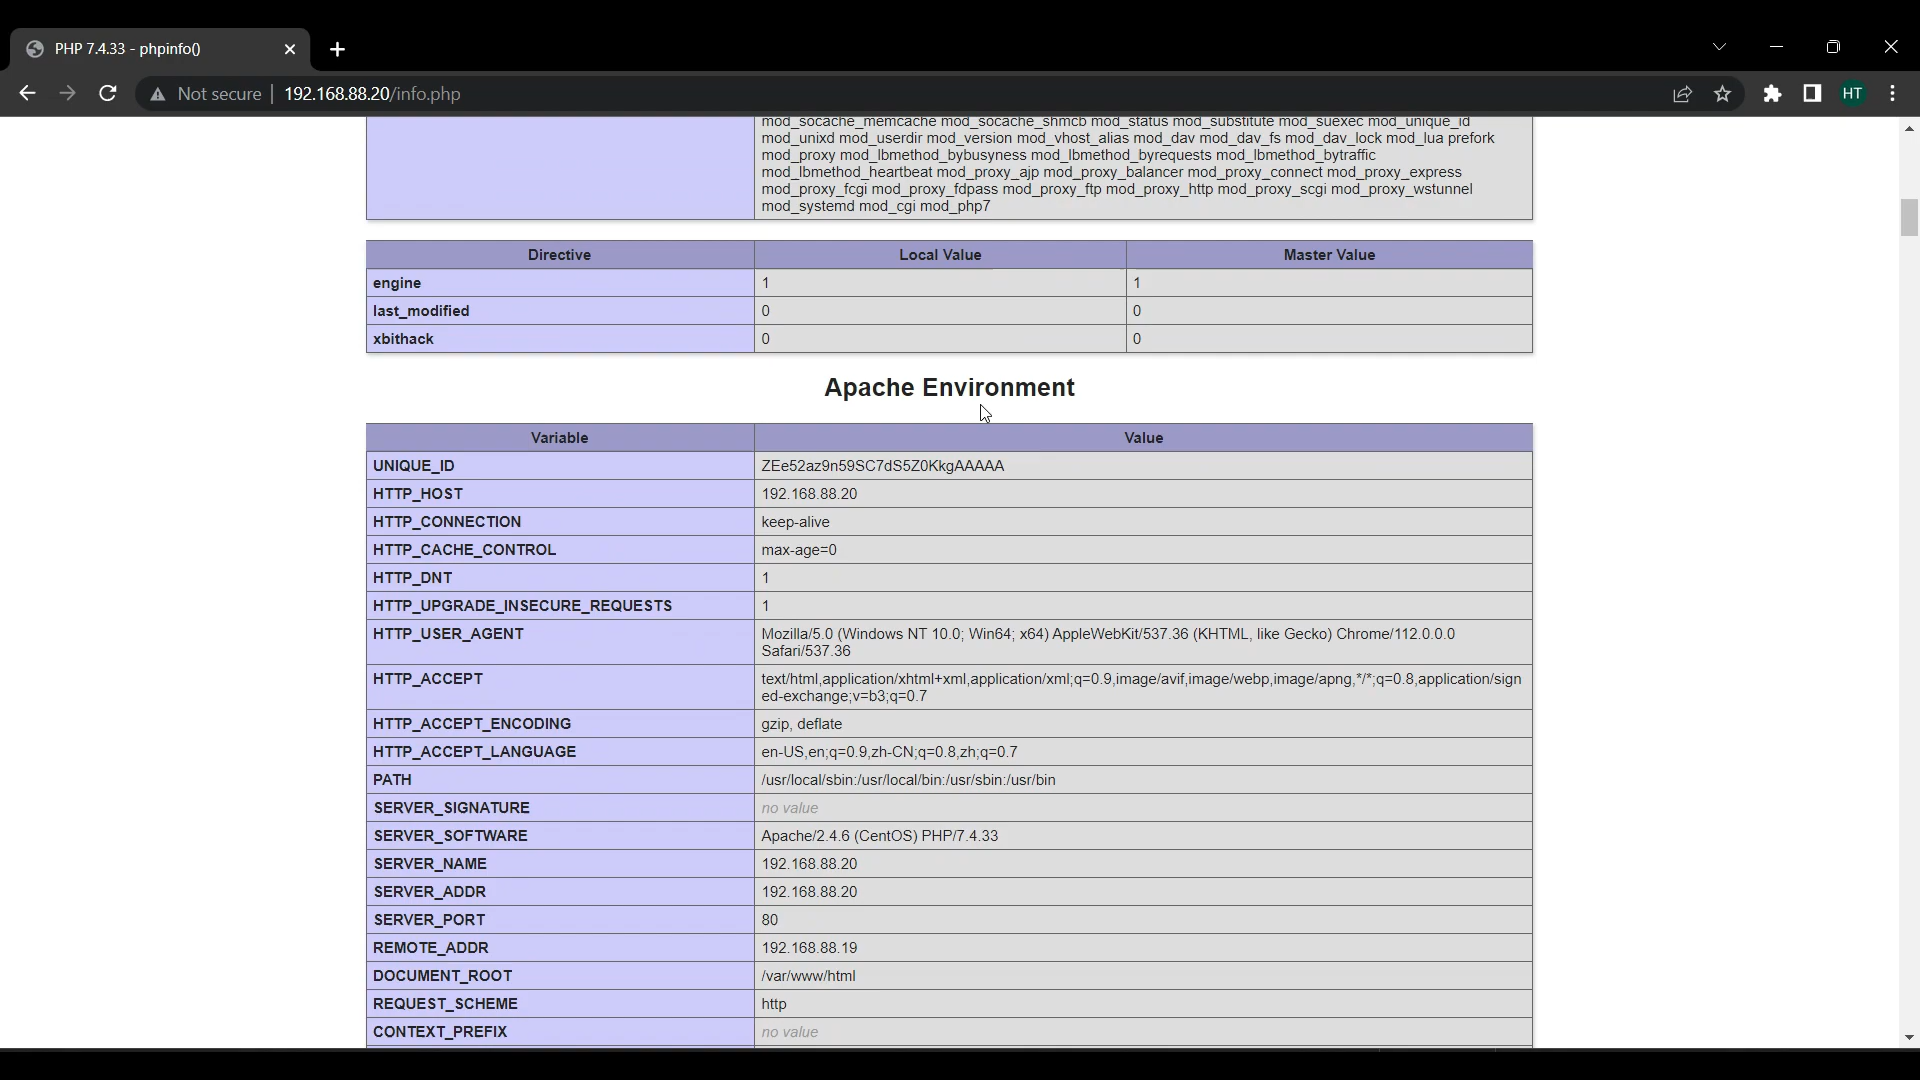 PHP 7.4.33 - phpinfo()
Not secure
192.168.88.20/info.php
HT
mod_socache_memcache mod_socache_shmcb mod_status mod_substitute mod_suexec mod_unique_id
mod_unixd mod_userdir mod_version mod_vhost_alias mod_dav mod_dav_fs mod_dav_lock mod_lua prefork
mod_proxy mod_lbmethod_bybusyness mod_lbmethod_byrequests mod_lbmethod_bytraffic
mod_lbmethod_heartbeat mod_proxy_ajp mod_proxy_balancer mod_proxy_connect mod_proxy_express
mod_proxy_fcgi mod_proxy_fdpass mod_proxy_ftp mod_proxy_http mod_proxy_scgi mod_proxy_wstunnel
mod_systemd mod_cgi mod_php7
Directive Local Value Master Value
engine 1 1
last_modified 0 0
xbithack 0 0
Apache Environment
Variable Value
UNIQUE_ID ZEe52az9n59SC7dS5Z0KkgAAAAA
HTTP_HOST 192.168.88.20
HTTP_CONNECTION keep-alive
HTTP_CACHE_CONTROL max-age=0
HTTP_DNT 1
HTTP_UPGRADE_INSECURE_REQUESTS 1
HTTP_USER_AGENT Mozilla/5.0 (Windows NT 10.0; Win64; x64) AppleWebKit/537.36 (KHTML, like Gecko) Chrome/112.0.0.0
Safari/537.36
HTTP_ACCEPT text/html,application/xhtml+xml,application/xml;q=0.9,image/avif,image/webp,image/apng,*/*;q=0.8,application/sign
ed-exchange;v=b3;q=0.7
HTTP_ACCEPT_ENCODING gzip, deflate
HTTP_ACCEPT_LANGUAGE en-US,en;q=0.9,zh-CN;q=0.8,zh;q=0.7
PATH /usr/local/sbin:/usr/local/bin:/usr/sbin:/usr/bin
SERVER_SIGNATURE no value
SERVER_SOFTWARE Apache/2.4.6 (CentOS) PHP/7.4.33
SERVER_NAME 192.168.88.20
SERVER_ADDR 192.168.88.20
SERVER_PORT 80
REMOTE_ADDR 192.168.88.19
DOCUMENT_ROOT /var/www/html
REQUEST_SCHEME http
CONTEXT_PREFIX no value